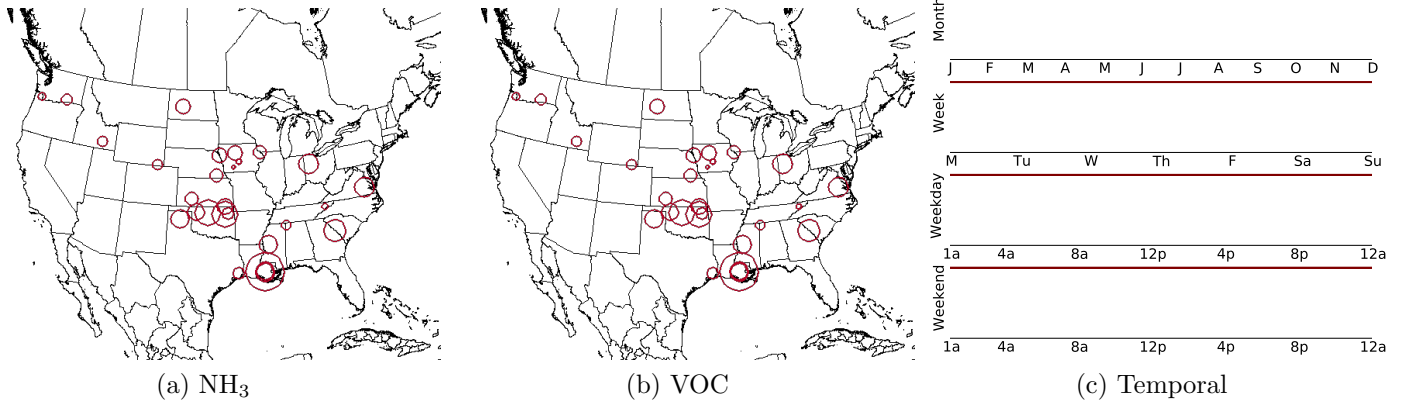 Month
J F M A M J J A S O N D
Week
M Tu W Th F Sa Su
Weekday
1a 4a 8a 12p 4p 8p 12a
Weekend
1a 4a 8a 12p 4p 8p 12a
(a) NH₃
(b) VOC
(c) Temporal